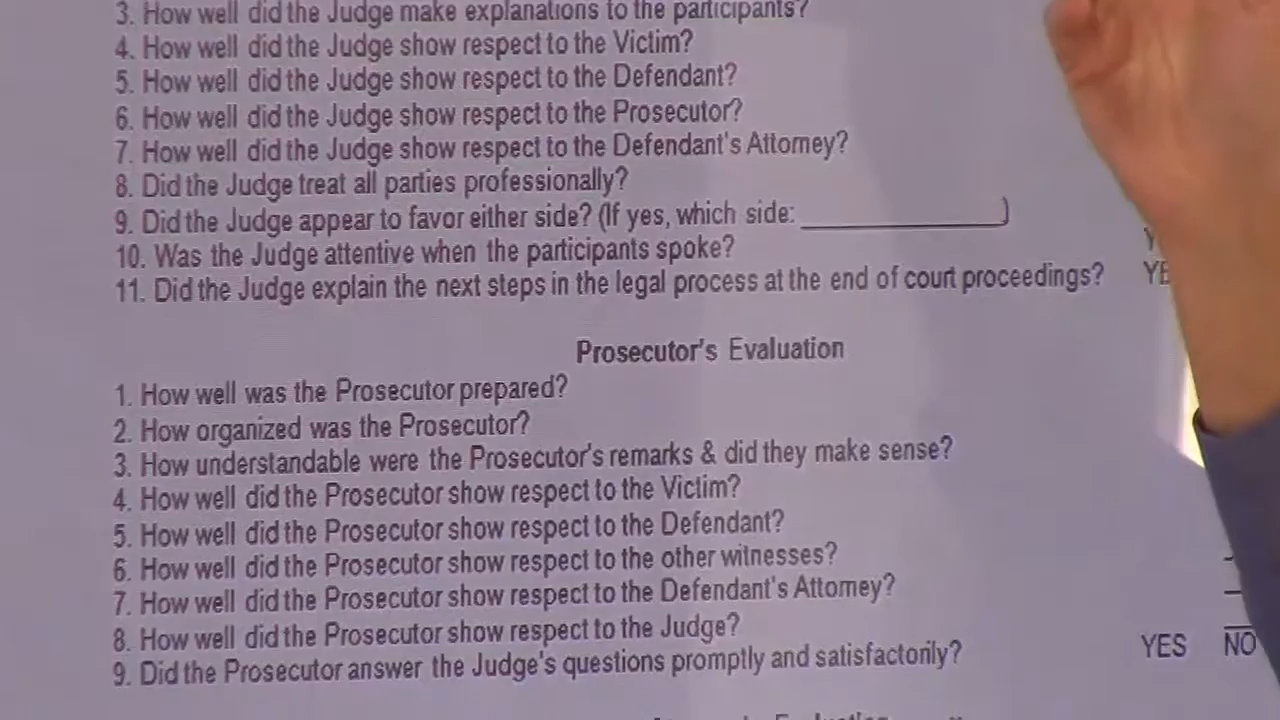 3. How well did the Judge make explanations to the participants?
4. How well did the Judge show respect to the Victim?
5. How well did the Judge show respect to the Defendant?
6. How well did the Judge show respect to the Prosecutor?
7. How well did the Judge show respect to the Defendant's Attorney?
8. Did the Judge treat all parties professionally?
9. Did the Judge appear to favor either side? (If yes, which side: ______________)
10. Was the Judge attentive when the participants spoke?
11. Did the Judge explain the next steps in the legal process at the end of court proceedings? YE
Prosecutor's Evaluation
1. How well was the Prosecutor prepared?
2. How organized was the Prosecutor?
3. How understandable were the Prosecutor's remarks & did they make sense?
4. How well did the Prosecutor show respect to the Victim?
5. How well did the Prosecutor show respect to the Defendant?
6. How well did the Prosecutor show respect to the other witnesses?
7. How well did the Prosecutor show respect to the Defendant's Attorney?
8. How well did the Prosecutor show respect to the Judge?
9. Did the Prosecutor answer the Judge's questions promptly and satisfactorily? YES NO
Evaluation